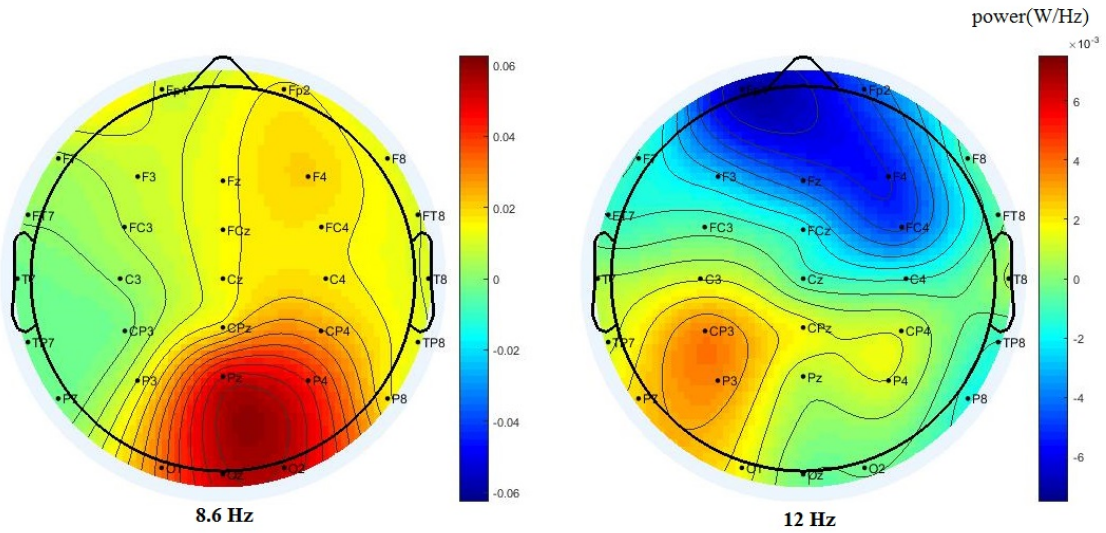 power(W/Hz)
×10⁻³
Fp1 Fp2
F7 F3 Fz F4 F8
FT7 FC3 FCz FC4 FT8
T7 C3 Cz C4 T8
TP7 CP3 CPz CP4 TP8
P7 P3 Pz P4 P8
O1 Oz O2
0.06
0.04
0.02
0
-0.02
-0.04
-0.06
8.6 Hz
Fp2
F7 F3 Fz F4 F8
FT7 FC3 FCz FC4 FT8
T7 C3 Cz C4 T8
TP7 CP3 CPz CP4 TP8
P7 P3 Pz P4 P8
O1 Oz O2
6
4
2
0
-2
-4
-6
12 Hz